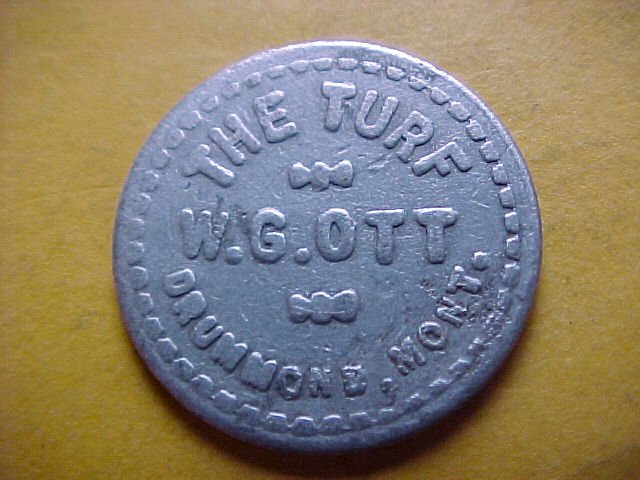 THE TURF
W.G.OTT
DRUMMOND, MONT.